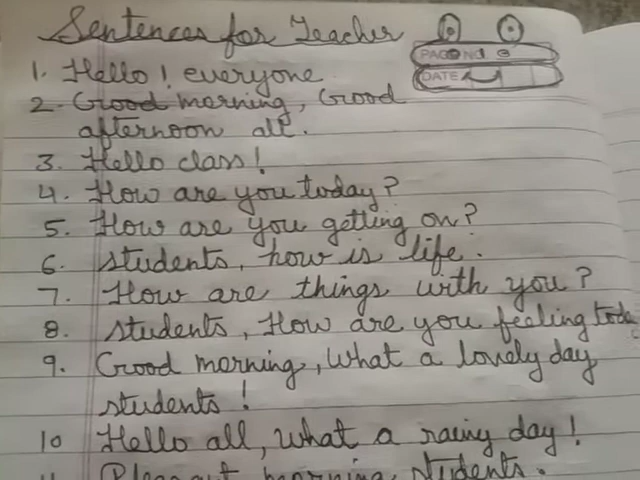 Sentences for Teacher
PAGE NO
DATE
1. Hello! everyone
2. Good morning, Good
afternoon all.
3. Hello class!
4. How are you today?
5. How are you getting on?
6. students, how is life.
7. How are things with you?
8. students, How are you feeling toda
9. Good morning, What a lovely day
students!
10 Hello all, what a rainy day!
students.